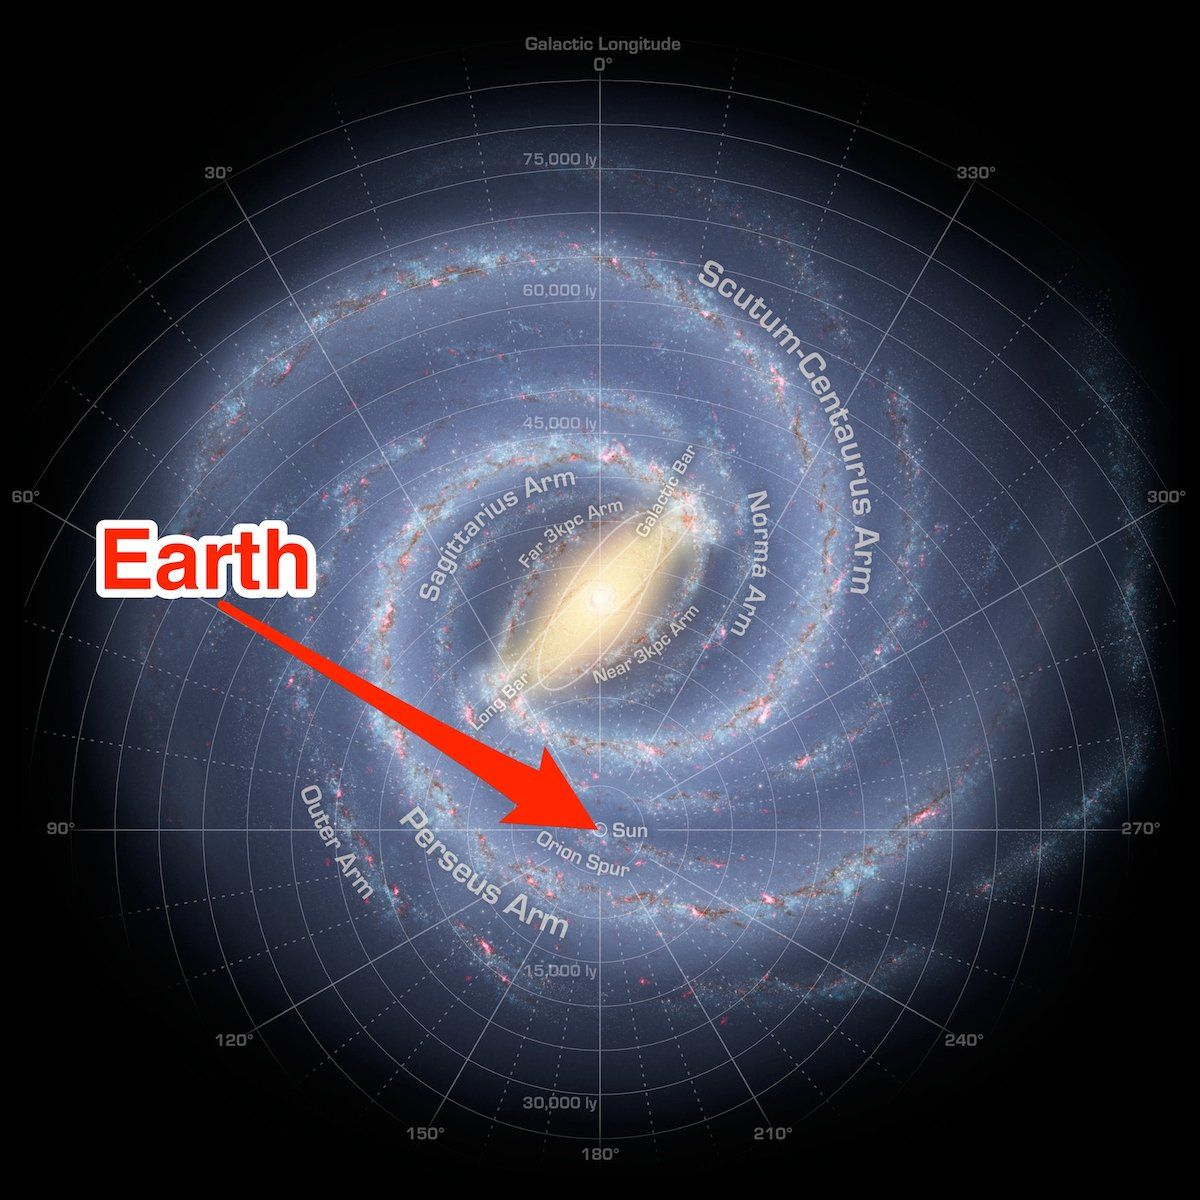 Galactic Longitude
0°
30°
330°
75,000 ly
60,000 ly
Scutum-Centaurus Arm
45,000 ly
Galactic Bar
Sagittarius Arm
Far 3kpc Arm
Norma Arm
60°
300°
Earth
Near 3kpc Arm
Long Bar
Outer Arm
Perseus Arm
90°
Sun
270°
Orion Spur
15,000 ly
120°
240°
30,000 ly
150°
210°
180°